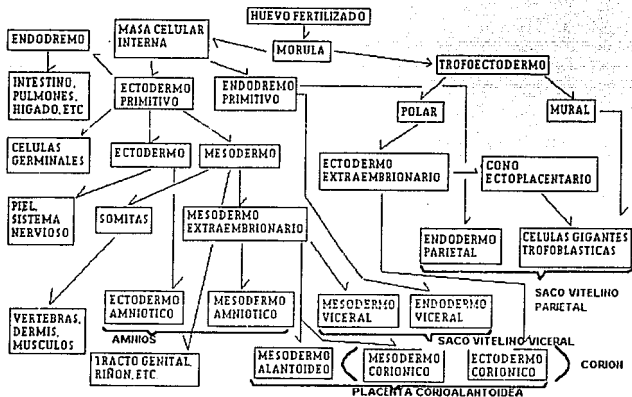 HUEVO FERTILIZADO
MASA CELULAR
INTERNA
ENDODREMO
MORULA
TROFOECTODERMO
INTESTINO,
PULMONES,
HIGADO, ETC
ECTODERMO
PRIMITIVO
ENDODREMO
PRIMITIVO
POLAR
MURAL
CELULAS
GERMINALES
ECTODERMO
MESODERMO
ECTODERMO
EXTRAEMBRIONARIO
CONO
ECTOPLACENTARIO
PIEL,
SISTEMA
NERVIOSO
SOMITAS
MESODERMO
EXTRAEMBRIONARIO
ENDODERMO
PARIETAL
CELULAS GIGANTES
TROFOBLASTICAS
SACO VITELINO
PARIETAL
VERTEBRAS,
DERMIS,
MUSCULOS
ECTODERMO
AMNIOTICO
MESODERMO
AMNIOTICO
MESODERMO
VICERAL
ENDODERMO
VICERAL
AMNIOS
SACO VITELINO VICERAL
TRACTO GENITAL,
RIÑON, ETC
MESODERMO
ALANTOIDEO
MESODERMO
CORIONICO
ECTODERMO
CORIONICO
CORION
PLACENTA CORJOALANTOIDEA